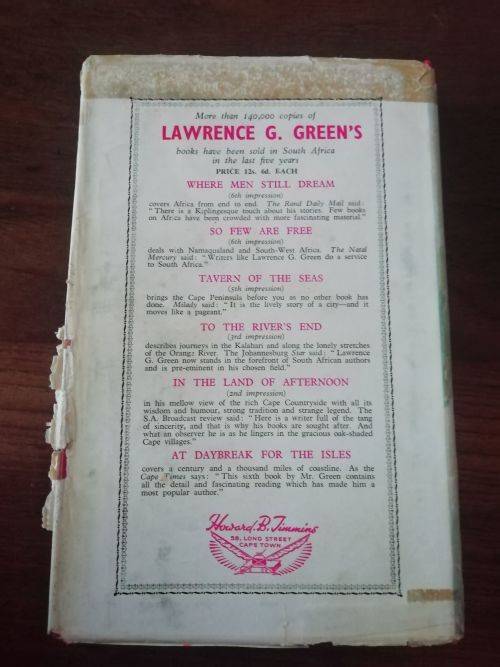 More than 140,000 copies of
LAWRENCE G. GREEN'S
books have been sold in South Africa
in the last five years
PRICE 12s. 6d. EACH
WHERE MEN STILL DREAM
(6th impression)
covers Africa from end to end. The Rand Daily Mail said:
"There is a Kiplingesque touch about his stories. Few books
on Africa have been crowded with more fascinating material."
SO FEW ARE FREE
(6th impression)
deals with Namaqualand and South-West Africa. The Natal
Mercury said: "Writers like Lawrence G. Green do a service
to South Africa."
TAVERN OF THE SEAS
(5th impression)
brings the Cape Peninsula before you as no other book has
done. Milady said: "It is the lively story of a city—and it
moves like a pageant."
TO THE RIVER'S END
(3rd impression)
describes journeys in the Kalahari and along the lonely stretches
of the Orange River. The Johannesburg Star said: "Lawrence
G. Green now stands in the forefront of South African authors
and is pre-eminent in his chosen field."
IN THE LAND OF AFTERNOON
(2nd impression)
in his mellow view of the rich Cape Countryside with all its
wisdom and humour, strong tradition and strange legend. The
S.A. Broadcast review said: "Here is a writer full of the tang
of sincerity, and that is why his books are sought after. And
what an observer he is as he lingers in the gracious oak-shaded
Cape villages."
AT DAYBREAK FOR THE ISLES
covers a century and a thousand miles of coastline. As the
Cape Times says: "This sixth book by Mr. Green contains
all the detail and fascinating reading which has made him a
most popular author."
Howard B. Timmins
58, LONG STREET
CAPE TOWN